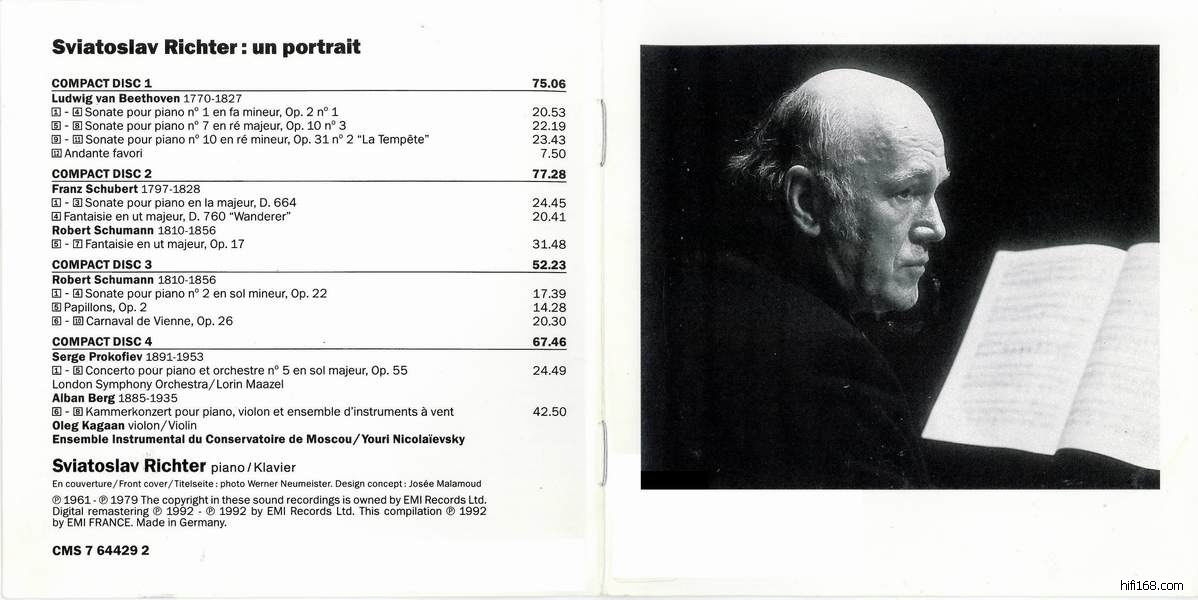 Sviatoslav Richter : un portrait
COMPACT DISC 1 75.06
Ludwig van Beethoven 1770-1827
1 - 4 Sonate pour piano nº 1 en fa mineur, Op. 2 nº 1 20.53
5 - 8 Sonate pour piano nº 7 en ré majeur, Op. 10 nº 3 22.19
9 - 11 Sonate pour piano nº 10 en ré mineur, Op. 31 nº 2 “La Tempête” 23.43
12 Andante favori 7.50
COMPACT DISC 2 77.28
Franz Schubert 1797-1828
1 - 3 Sonate pour piano en la majeur, D. 664 24.45
4 Fantaisie en ut majeur, D. 760 “Wanderer” 20.41
Robert Schumann 1810-1856
5 - 7 Fantaisie en ut majeur, Op. 17 31.48
COMPACT DISC 3 52.23
Robert Schumann 1810-1856
1 - 4 Sonate pour piano nº 2 en sol mineur, Op. 22 17.39
5 Papillons, Op. 2 14.28
6 - 10 Carnaval de Vienne, Op. 26 20.30
COMPACT DISC 4 67.46
Serge Prokofiev 1891-1953
1 - 5 Concerto pour piano et orchestre nº 5 en sol majeur, Op. 55 24.49
London Symphony Orchestra/Lorin Maazel
Alban Berg 1885-1935
6 - 8 Kammerkonzert pour piano, violon et ensemble d’instruments à vent 42.50
Oleg Kagaan violon/Violin
Ensemble Instrumental du Conservatoire de Moscou/Youri Nicolaïevsky
Sviatoslav Richter piano/Klavier
En couverture/Front cover/Titelseite : photo Werner Neumeister. Design concept : Josée Malamoud
℗ 1961 - ℗ 1979 The copyright in these sound recordings is owned by EMI Records Ltd.
Digital remastering ℗ 1992 - ℗ 1992 by EMI Records Ltd. This compilation ℗ 1992
by EMI FRANCE. Made in Germany.
CMS 7 64429 2
hifi168.com